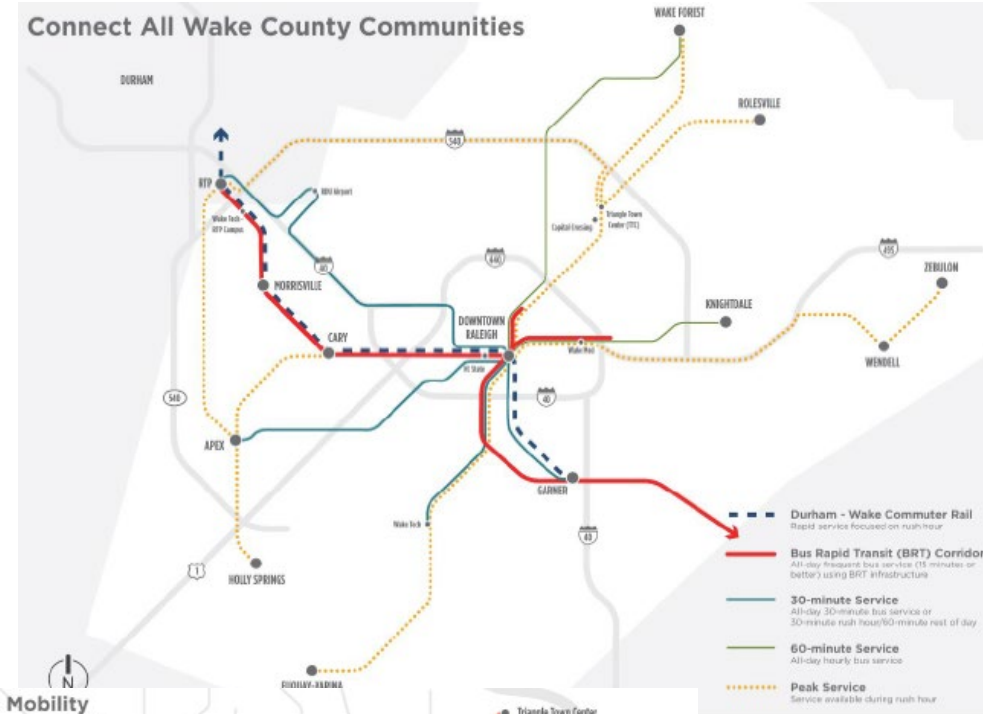 Connect All Wake County Communities
WAKE FOREST
DURHAM
ROLESVILLE
540
RTP
RDU Airport
Wake Tech-
RTP Campus
Capital Crossing
Triangle Town
Center (TTC)
495
440
40
ZEBULON
MORRISVILLE
KNIGHTDALE
DOWNTOWN
RALEIGH
CARY
Wake Med
NC State
WENDELL
540
40
APEX
GARNER
Wake Tech
40
1
HOLLY SPRINGS
FUQUAY-VARINA
N
Durham - Wake Commuter Rail
Rapid service focused on rush hour
Bus Rapid Transit (BRT) Corridor
All-day frequent bus service (15 minutes or
better) using BRT infrastructure
30-minute Service
All-day 30-minute bus service or
30-minute rush hour/60-minute rest of day
60-minute Service
All-day hourly bus service
Peak Service
Service available during rush hour
Mobility
Triangle Town Center